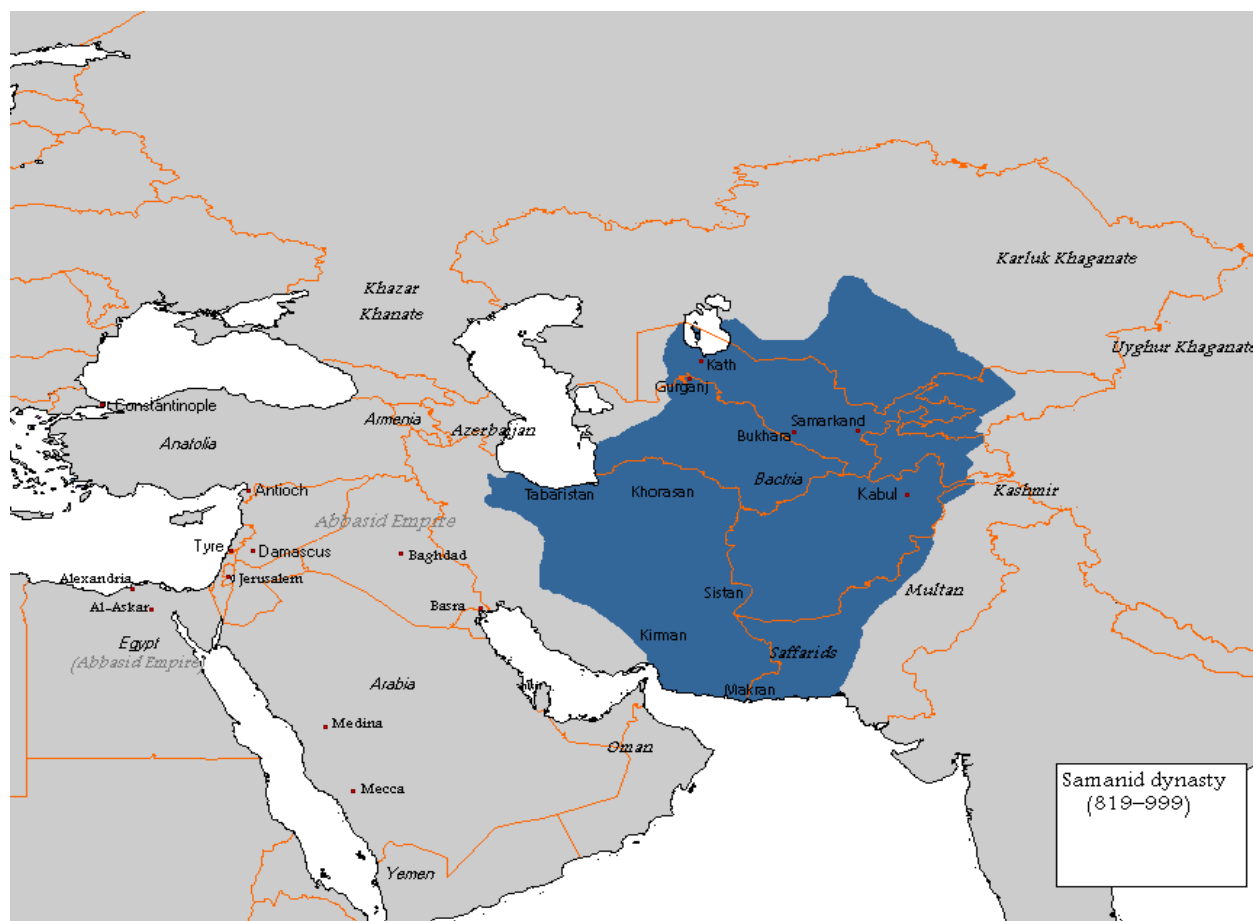 Karluk Khaganate
Khazar
Khanate
Uyghur Khaganate
Kath
Gurganj
Constantinople
Armenia
Azerbaijan
Samarkand
Bukhara
Anatolia
Bactria
Tabaristan
Khorasan
Kabul
Kashmir
Antioch
Abbasid Empire
Tyre
Damascus
Baghdad
Alexandria
Jerusalem
Al-Askar
Basra
Sistan
Multan
Egypt
(Abbasid Empire)
Kirman
Saffarids
Arabia
Makran
Medina
Oman
Mecca
Yemen
Samanid dynasty
(819–999)